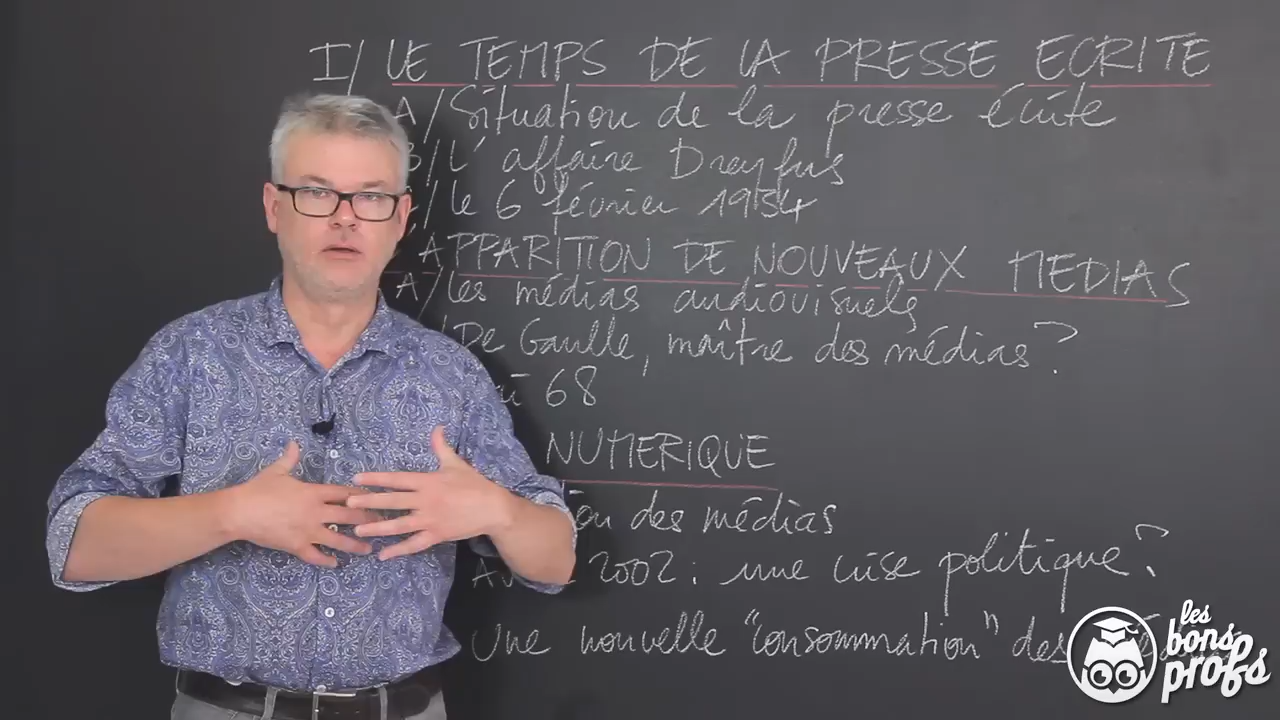 I/ LE TEMPS DE LA PRESSE ECRITE
A/ Situation de la presse écrite
B/ L'affaire Dreyfus
/ le 6 février 1934
APPARITION DE NOUVEAUX MEDIAS
A/ les médias audiovisuels
/ De Gaulle, maître des médias ?
68
NUMERIQUE
des médias
2002 : une crise politique ?
Une nouvelle "consommation" des
les
bons
profs